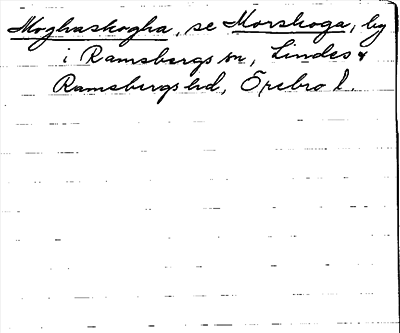 Moghaskogha, se Morskoga, by
i Ramsbergs sn, Lindes &
Ramsbergs hd, Örebro l.